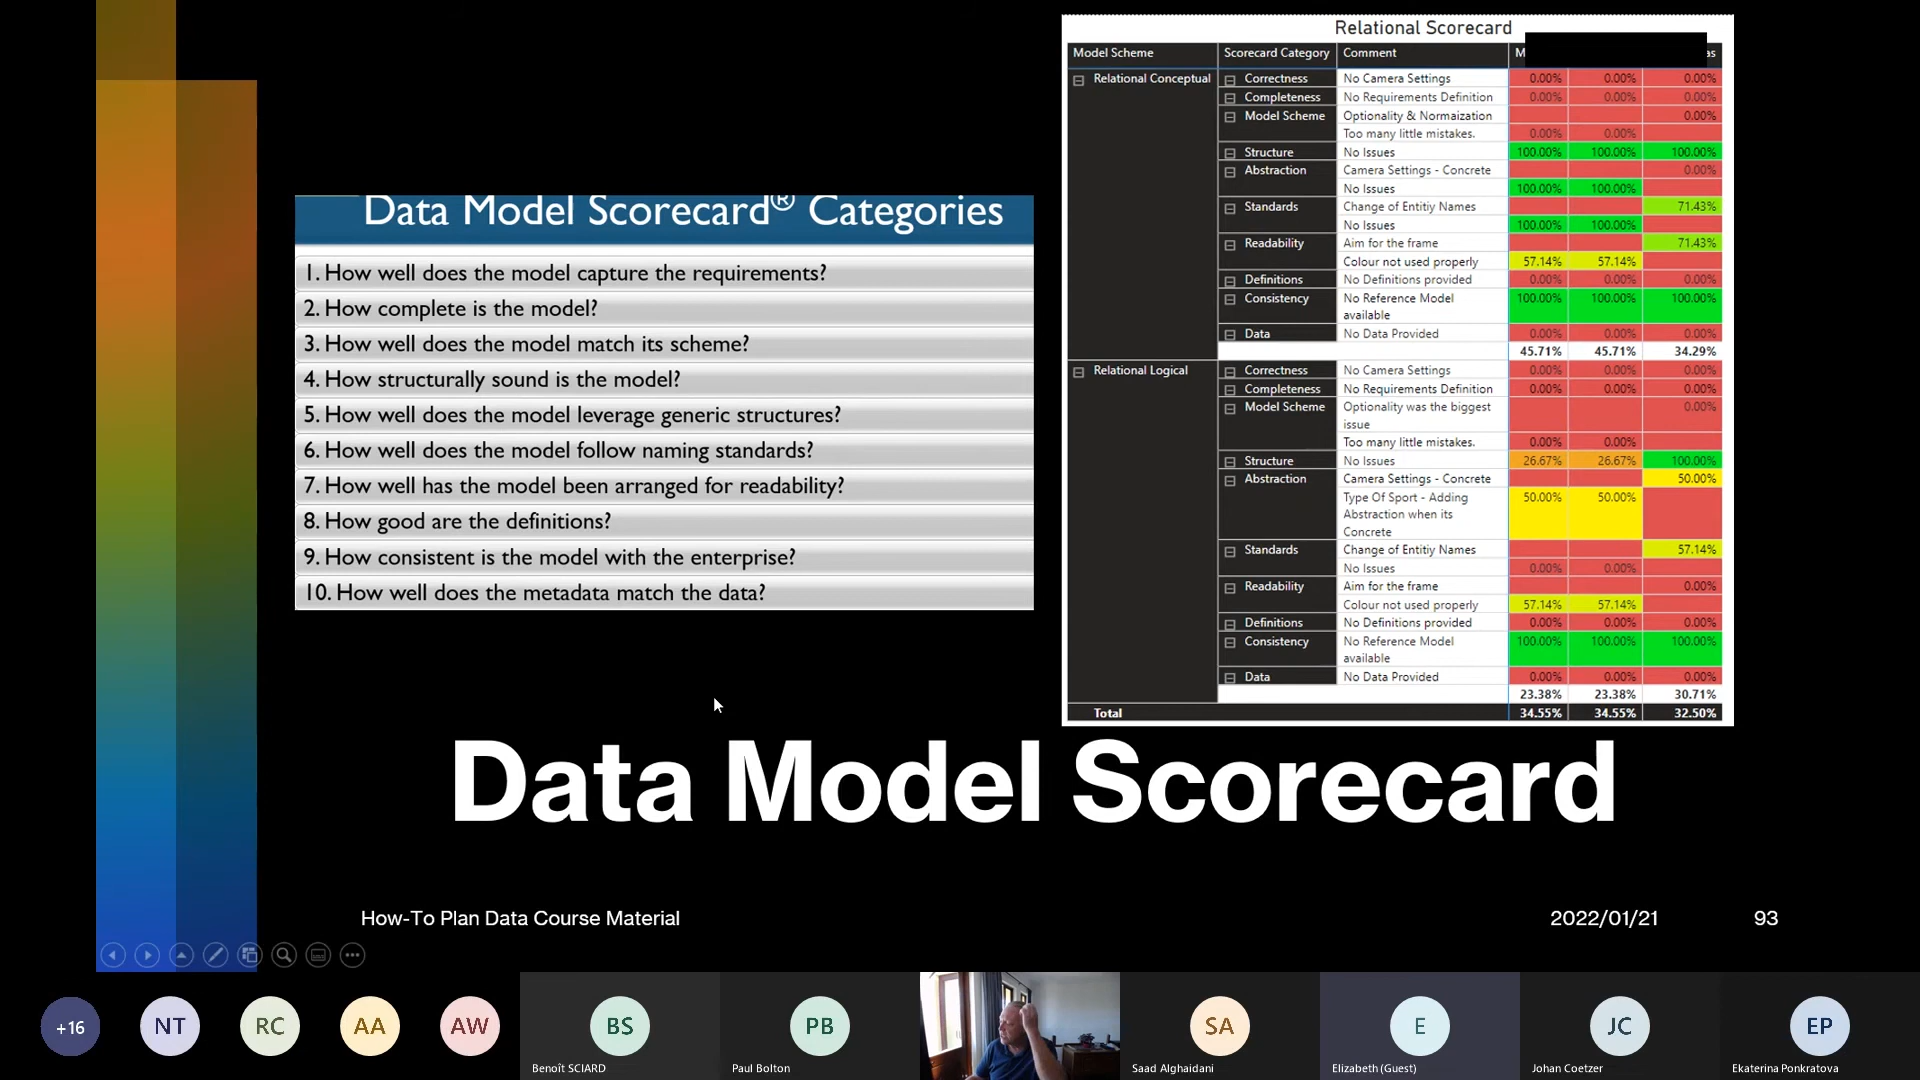 Relational Scorecard
Model Scheme Scorecard Category Comment M as
Relational Conceptual Correctness No Camera Settings 0.00% 0.00% 0.00%
Completeness No Requirements Definition 0.00% 0.00% 0.00%
Model Scheme Optionality & Normaization 0.00%
Too many little mistakes. 0.00% 0.00%
Structure No Issues 100.00% 100.00% 100.00%
Abstraction Camera Settings - Concrete 0.00%
No Issues 100.00% 100.00%
Standards Change of Entitiy Names 71.43%
No Issues 100.00% 100.00%
Readability Aim for the frame 71.43%
Colour not used properly 57.14% 57.14%
Definitions No Definitions provided 0.00% 0.00% 0.00%
Consistency No Reference Model 100.00% 100.00% 100.00%
available
Data No Data Provided 0.00% 0.00% 0.00%
45.71% 45.71% 34.29%
Relational Logical Correctness No Camera Settings 0.00% 0.00% 0.00%
Completeness No Requirements Definition 0.00% 0.00% 0.00%
Model Scheme Optionality was the biggest 0.00%
issue
Too many little mistakes. 0.00% 0.00%
Structure No Issues 26.67% 26.67% 100.00%
Abstraction Camera Settings - Concrete 50.00%
Type Of Sport - Adding 50.00% 50.00%
Abstraction when its
Concrete
Standards Change of Entitiy Names 57.14%
No Issues 0.00% 0.00%
Readability Aim for the frame 0.00%
Colour not used properly 57.14% 57.14%
Definitions No Definitions provided 0.00% 0.00% 0.00%
Consistency No Reference Model 100.00% 100.00% 100.00%
available
Data No Data Provided 0.00% 0.00% 0.00%
23.38% 23.38% 30.71%
Total 34.55% 34.55% 32.50%
Data Model Scorecard® Categories
1. How well does the model capture the requirements?
2. How complete is the model?
3. How well does the model match its scheme?
4. How structurally sound is the model?
5. How well does the model leverage generic structures?
6. How well does the model follow naming standards?
7. How well has the model been arranged for readability?
8. How good are the definitions?
9. How consistent is the model with the enterprise?
10. How well does the metadata match the data?
Data Model Scorecard
How-To Plan Data Course Material 2022/01/21 93
+16 NT RC AA AW BS PB SA E JC EP
Benoît SCIARD Paul Bolton Saad Alghaidani Elizabeth (Guest) Johan Coetzer Ekaterina Ponkratova